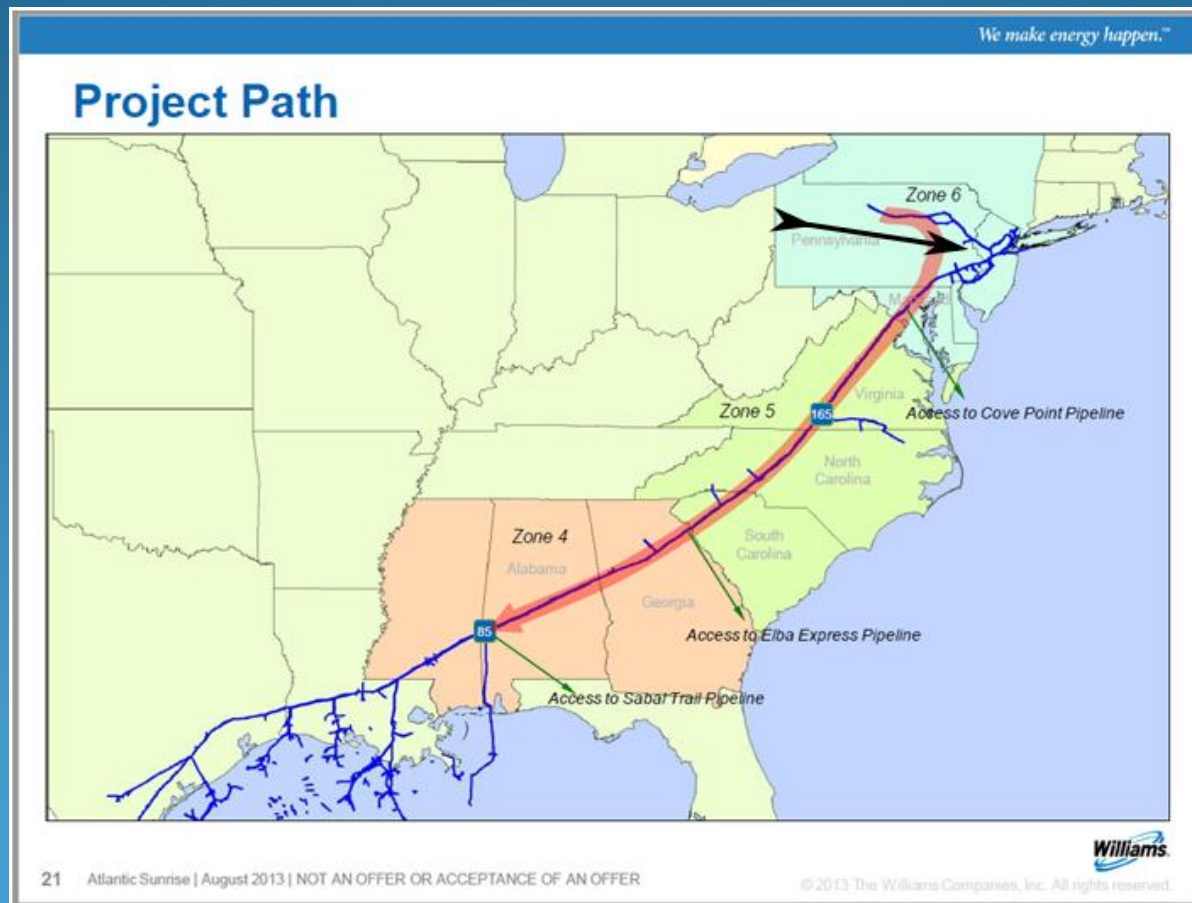 We make energy happen.™
Project Path
Zone 6
Pennsylvania
Virginia
Access to Cove Point Pipeline
Zone 5
165
North
Carolina
Zone 4
South
Carolina
Alabama
Georgia
85
Access to Elba Express Pipeline
Access to Sabal Trail Pipeline
Williams.
21 Atlantic Sunrise | August 2013 | NOT AN OFFER OR ACCEPTANCE OF AN OFFER
© 2013 The Williams Companies, Inc. All rights reserved.